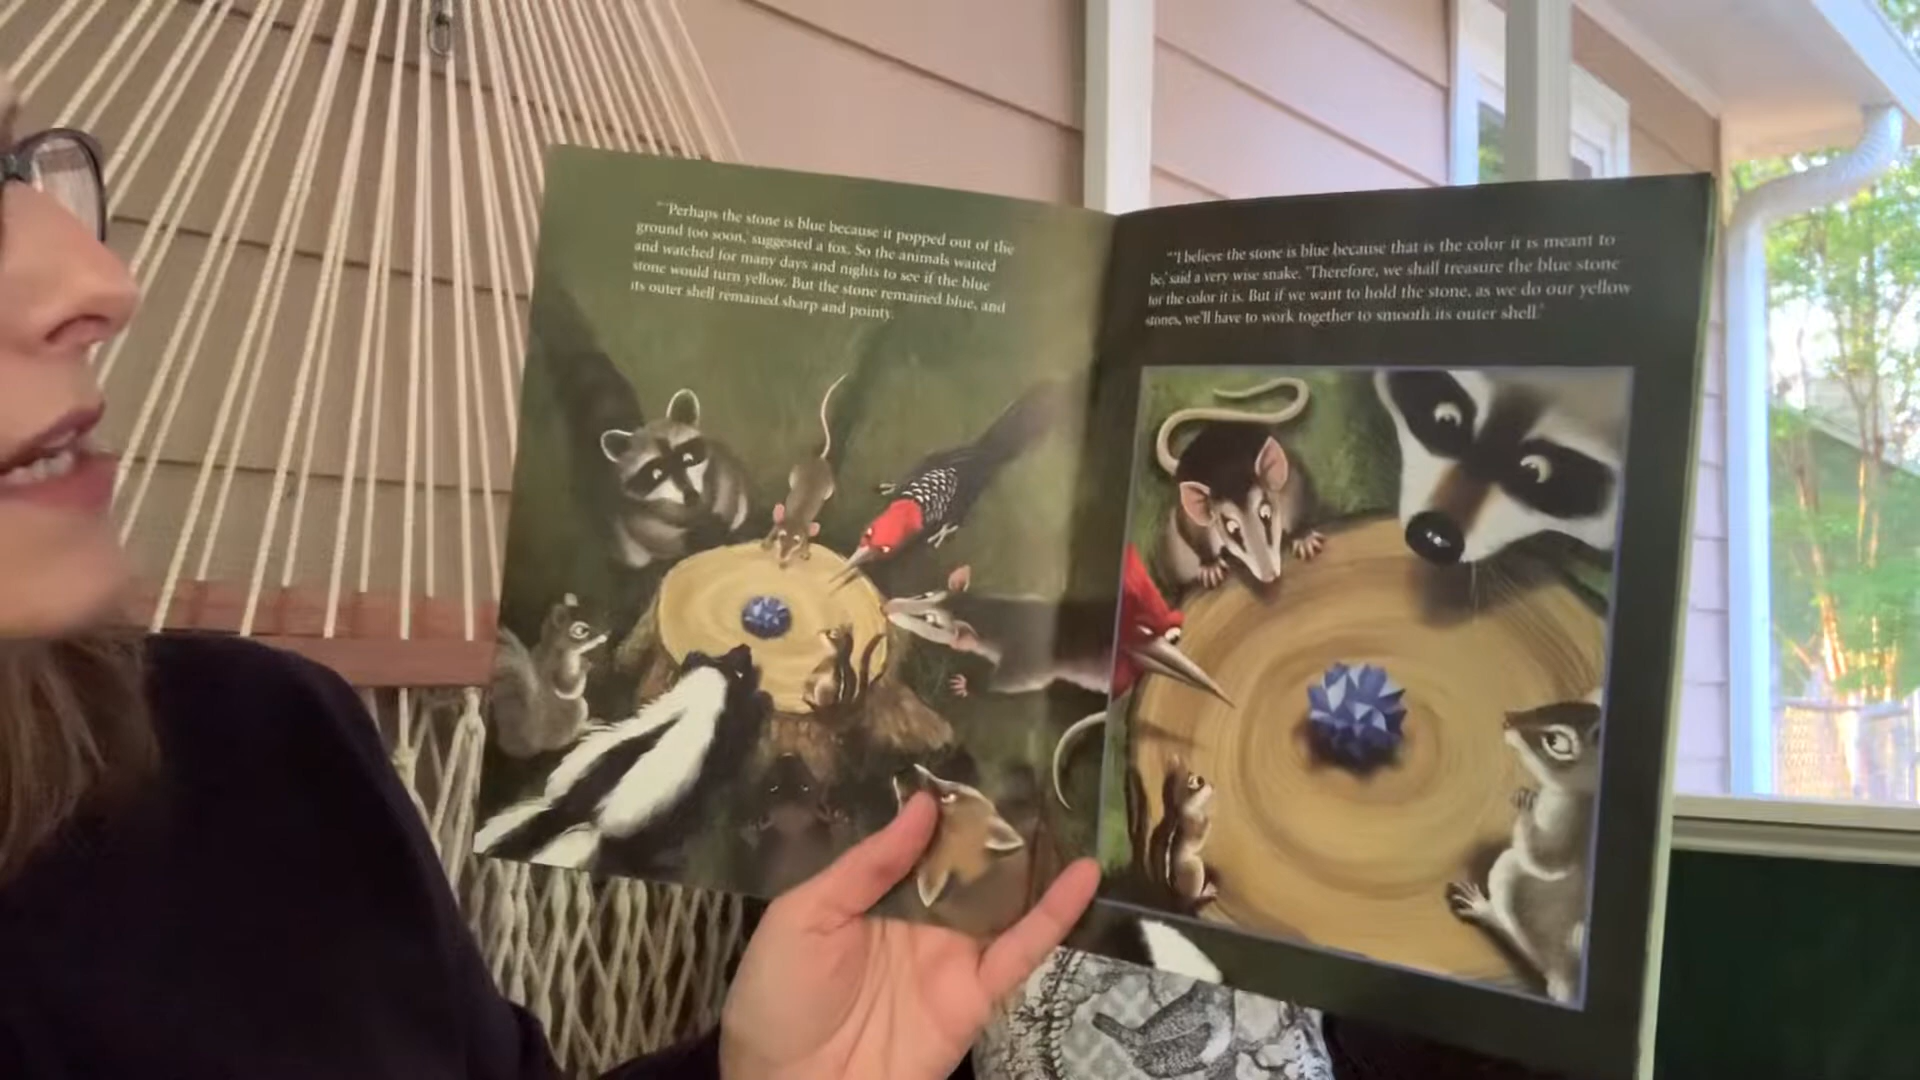 "'Perhaps the stone is blue because it popped out of the
ground too soon,' suggested a fox. So the animals waited
and watched for many days and nights to see if the blue
stone would turn yellow. But the stone remained blue, and
its outer shell remained sharp and pointy.
"'I believe the stone is blue because that is the color it is meant to
be,' said a very wise snake. 'Therefore, we shall treasure the blue stone
for the color it is. But if we want to hold the stone, as we do our yellow
stones, we'll have to work together to smooth its outer shell.'